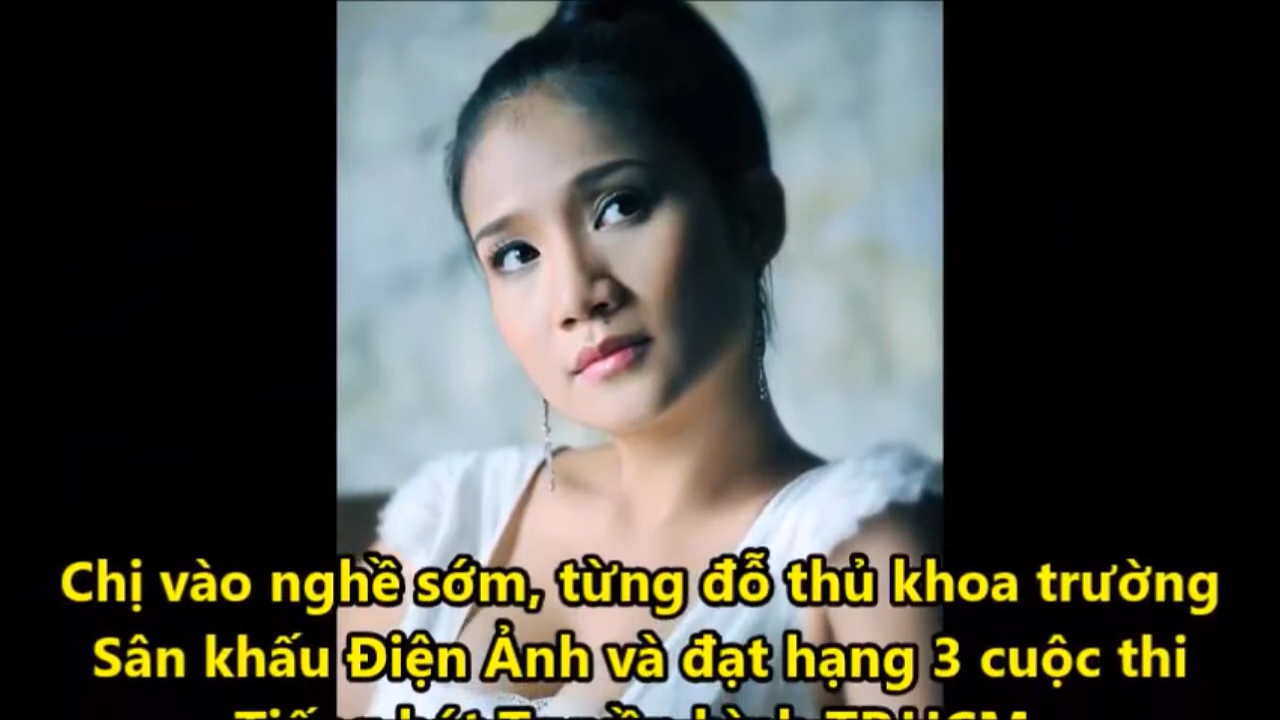 Chị vào nghề sớm, từng đỗ thủ khoa trường
Sân khấu Điện Ảnh và đạt hạng 3 cuộc thi